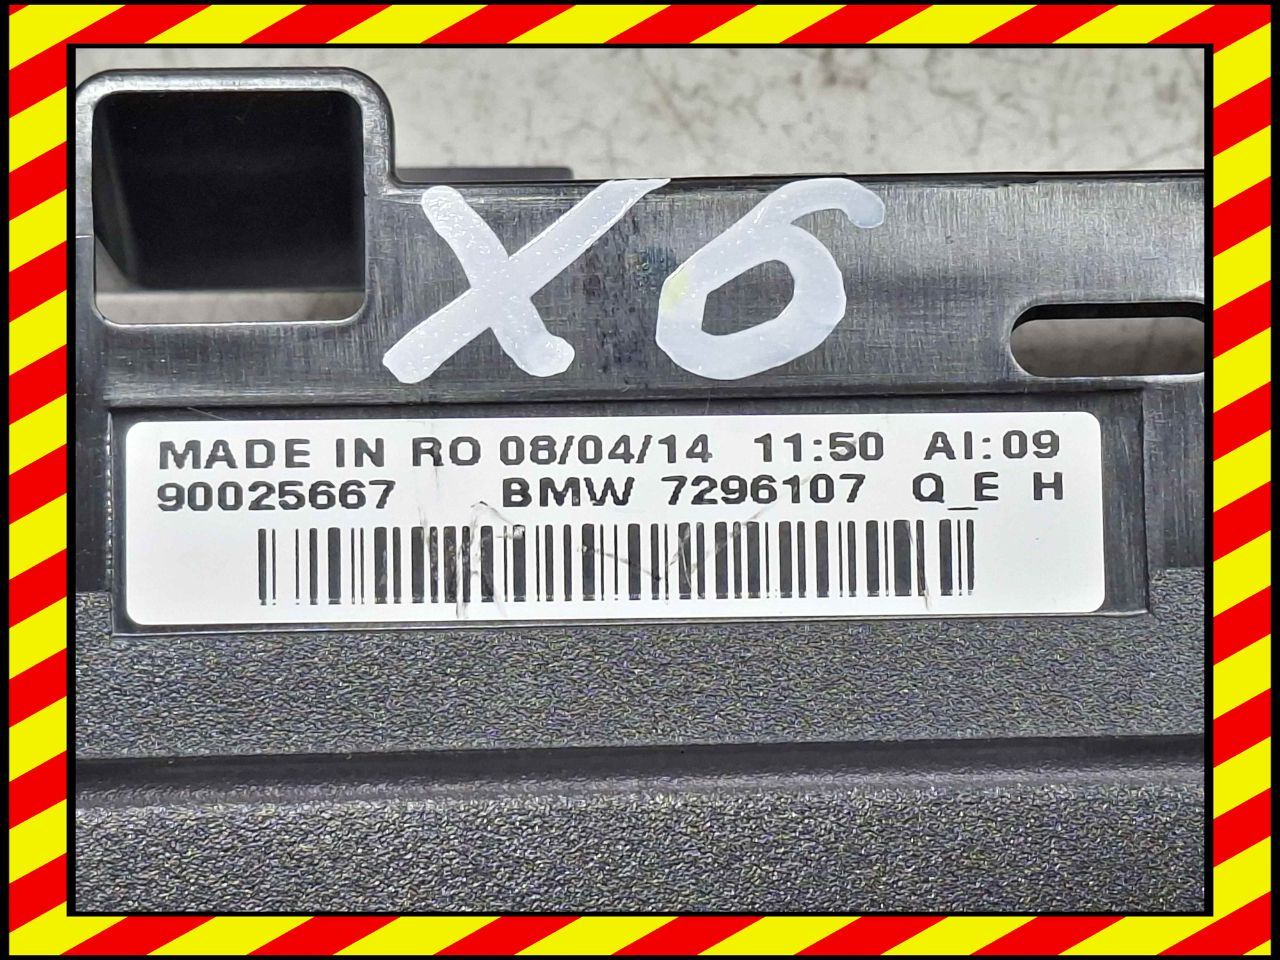 X6
MADE IN RO 08/04/14 11:50 AI:09
90025667 BMW 7296107 Q_E H